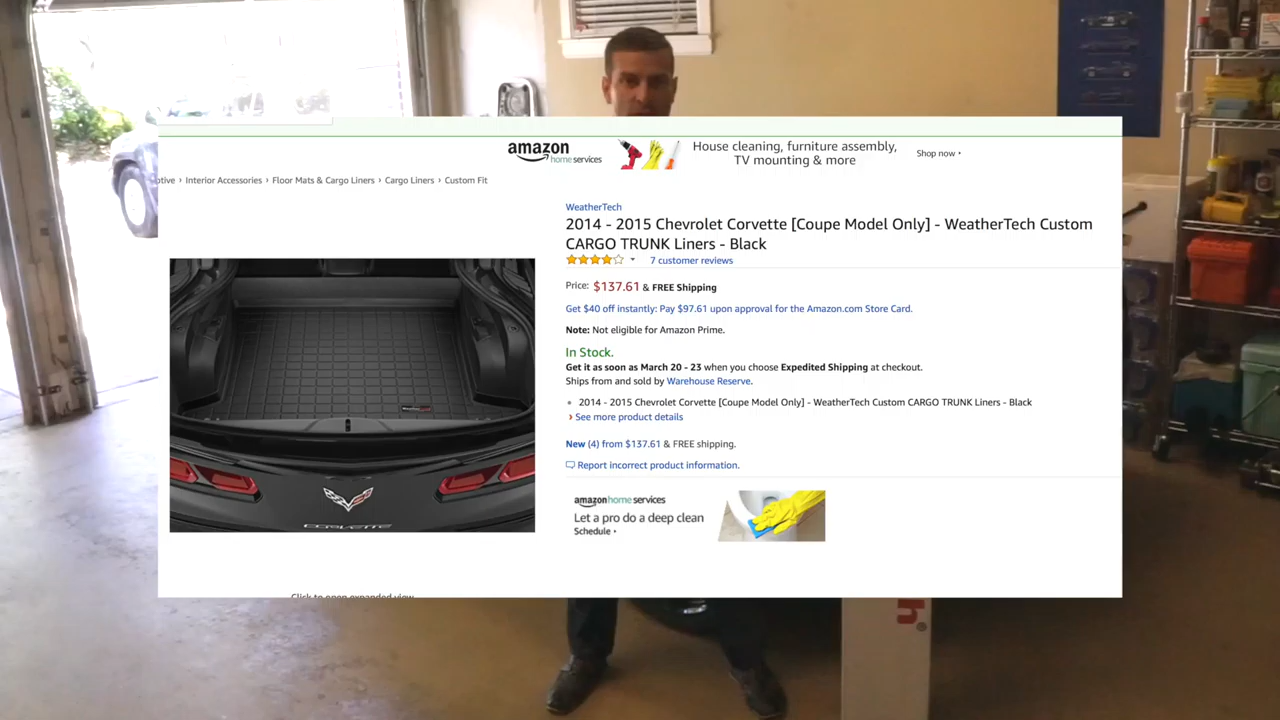 amazon
home services
House cleaning, furniture assembly,
TV mounting & more
Shop now ›
otive › Interior Accessories › Floor Mats & Cargo Liners › Cargo Liners › Custom Fit
WeatherTech
2014 - 2015 Chevrolet Corvette [Coupe Model Only] - WeatherTech Custom
CARGO TRUNK Liners - Black
7 customer reviews
Price: $137.61 & FREE Shipping
Get $40 off instantly: Pay $97.61 upon approval for the Amazon.com Store Card.
Note: Not eligible for Amazon Prime.
In Stock.
Get it as soon as March 20 - 23 when you choose Expedited Shipping at checkout.
Ships from and sold by Warehouse Reserve.
• 2014 - 2015 Chevrolet Corvette [Coupe Model Only] - WeatherTech Custom CARGO TRUNK Liners - Black
› See more product details
New (4) from $137.61 & FREE shipping.
Report incorrect product information.
amazon home services
Let a pro do a deep clean
Schedule ›
CORVETTE
Click to open expanded view
h®